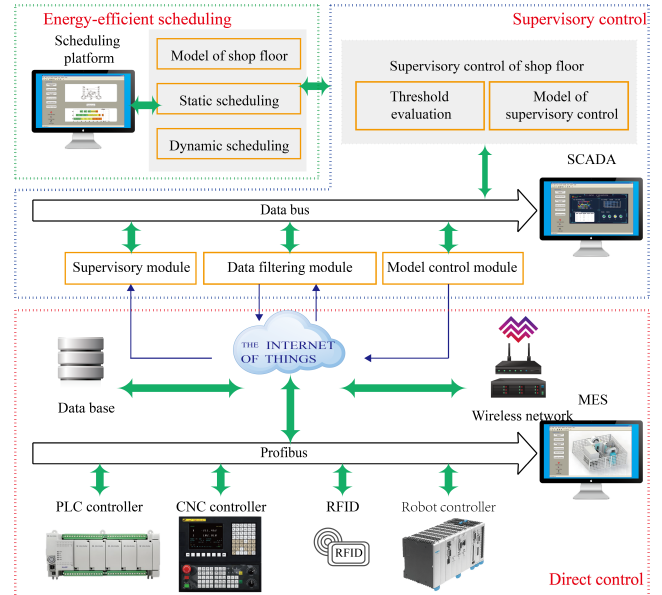 Energy-efficient scheduling
Supervisory control
Scheduling
platform
Model of shop floor
Static scheduling
Dynamic scheduling
Supervisory control of shop floor
Threshold
evaluation
Model of
supervisory control
SCADA
Data bus
Supervisory module
Data filtering module
Model control module
THE INTERNET
OF THINGS
Data base
Wireless network
MES
Profibus
PLC controller
CNC controller
RFID
Robot controller
RFID
Direct control